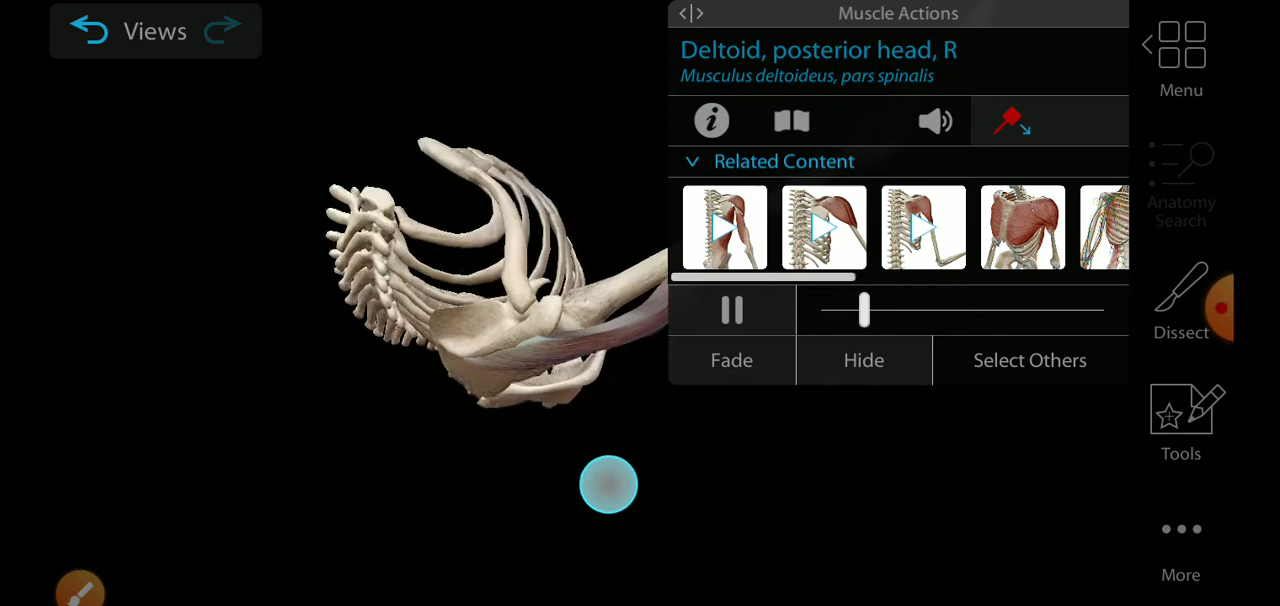 Views
Muscle Actions
Deltoid, posterior head, R
Musculus deltoideus, pars spinalis
Related Content
Fade
Hide
Select Others
Menu
Anatomy
Search
Dissect
Tools
More